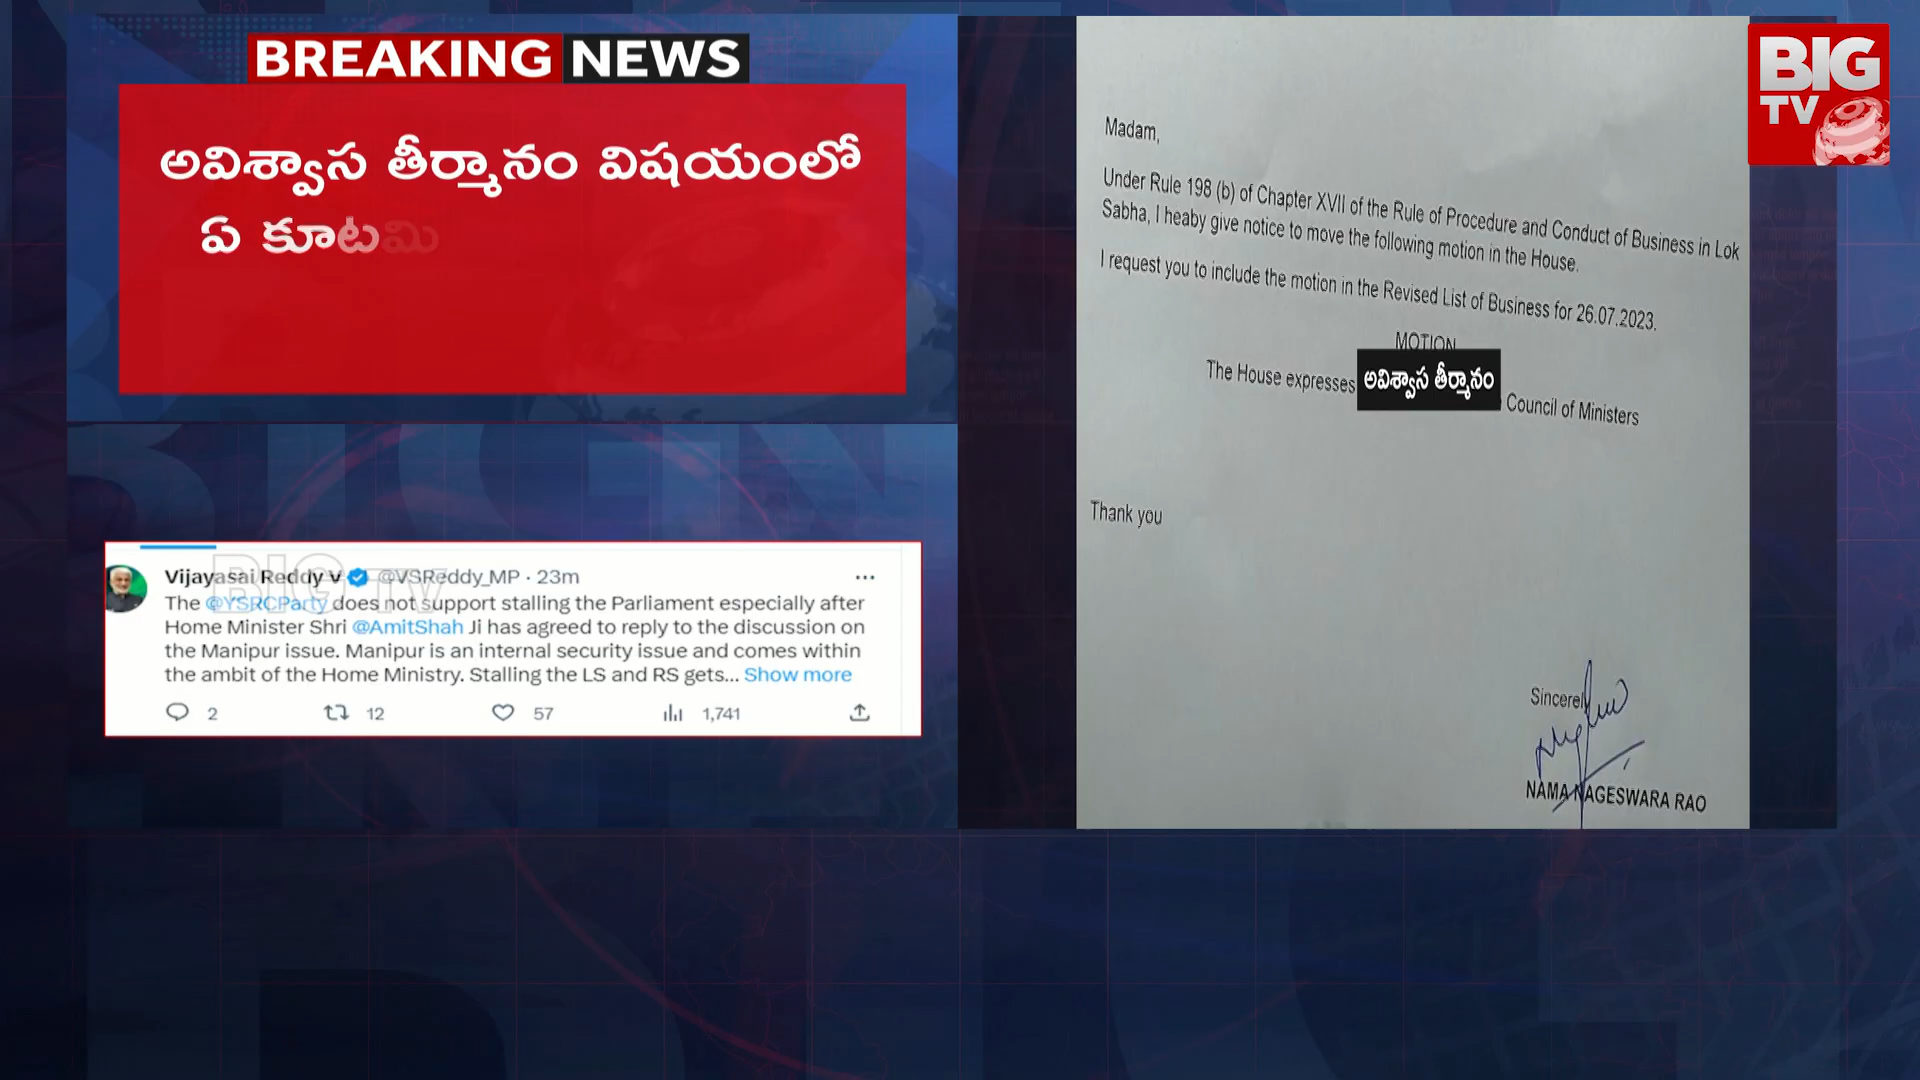 BREAKING NEWS
అవిశ్వాస తీర్మానం విషయంలో
ఏ కూటమి
Vijayasai Reddy V @VSReddy_MP · 23m
The @YSRCParty does not support stalling the Parliament especially after
Home Minister Shri @AmitShah Ji has agreed to reply to the discussion on
the Manipur issue. Manipur is an internal security issue and comes within
the ambit of the Home Ministry. Stalling the LS and RS gets... Show more
2 12 57 1,741
BIG TV
Madam,
Under Rule 198 (b) of Chapter XVII of the Rule of Procedure and Conduct of Business in Lok
Sabha, I heaby give notice to move the following motion in the House.
I request you to include the motion in the Revised List of Business for 26.07.2023.
MOTION
The House expresses అవిశ్వాస తీర్మానం Council of Ministers
Thank you
Sincerely
NAMA NAGESWARA RAO
BIG
TV